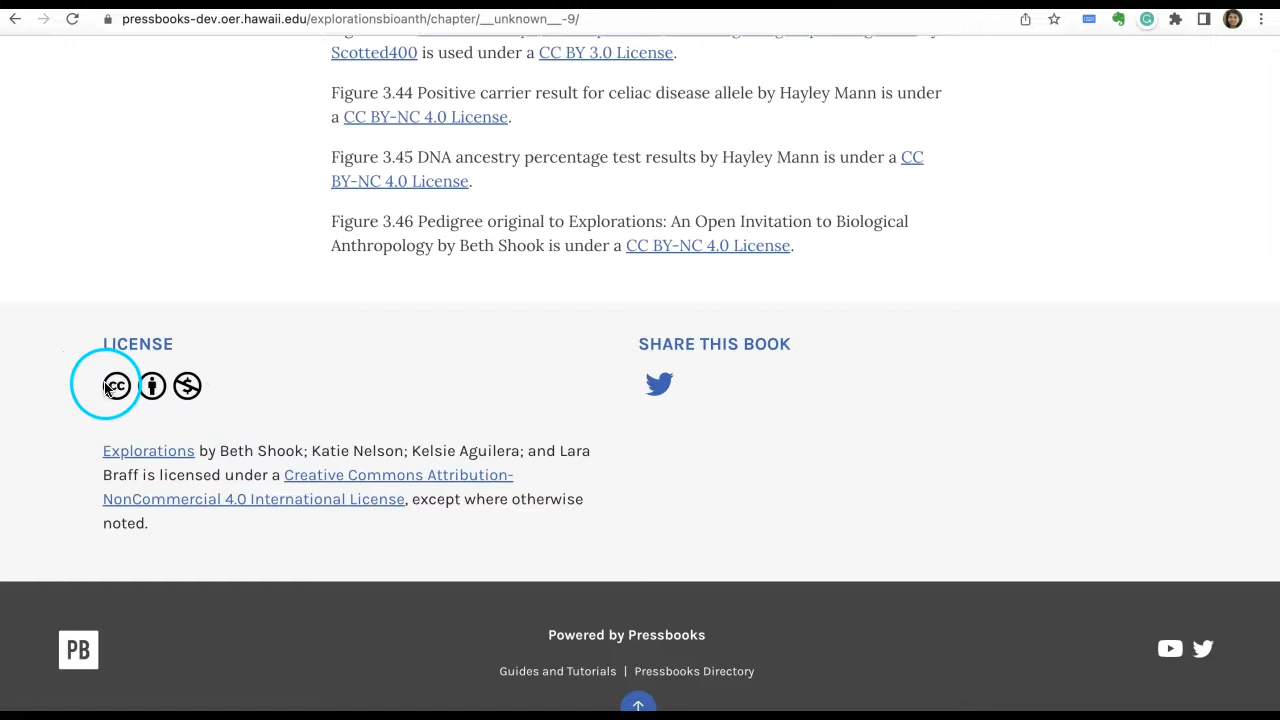 pressbooks-dev.oer.hawaii.edu/explorationsbioanth/chapter/__unknown__-9/
Scotted400 is used under a CC BY 3.0 License.
Figure 3.44 Positive carrier result for celiac disease allele by Hayley Mann is under
a CC BY-NC 4.0 License.
Figure 3.45 DNA ancestry percentage test results by Hayley Mann is under a CC
BY-NC 4.0 License.
Figure 3.46 Pedigree original to Explorations: An Open Invitation to Biological
Anthropology by Beth Shook is under a CC BY-NC 4.0 License.
LICENSE
SHARE THIS BOOK
cc
Explorations by Beth Shook; Katie Nelson; Kelsie Aguilera; and Lara
Braff is licensed under a Creative Commons Attribution-
NonCommercial 4.0 International License, except where otherwise
noted.
PB
Powered by Pressbooks
Guides and Tutorials | Pressbooks Directory